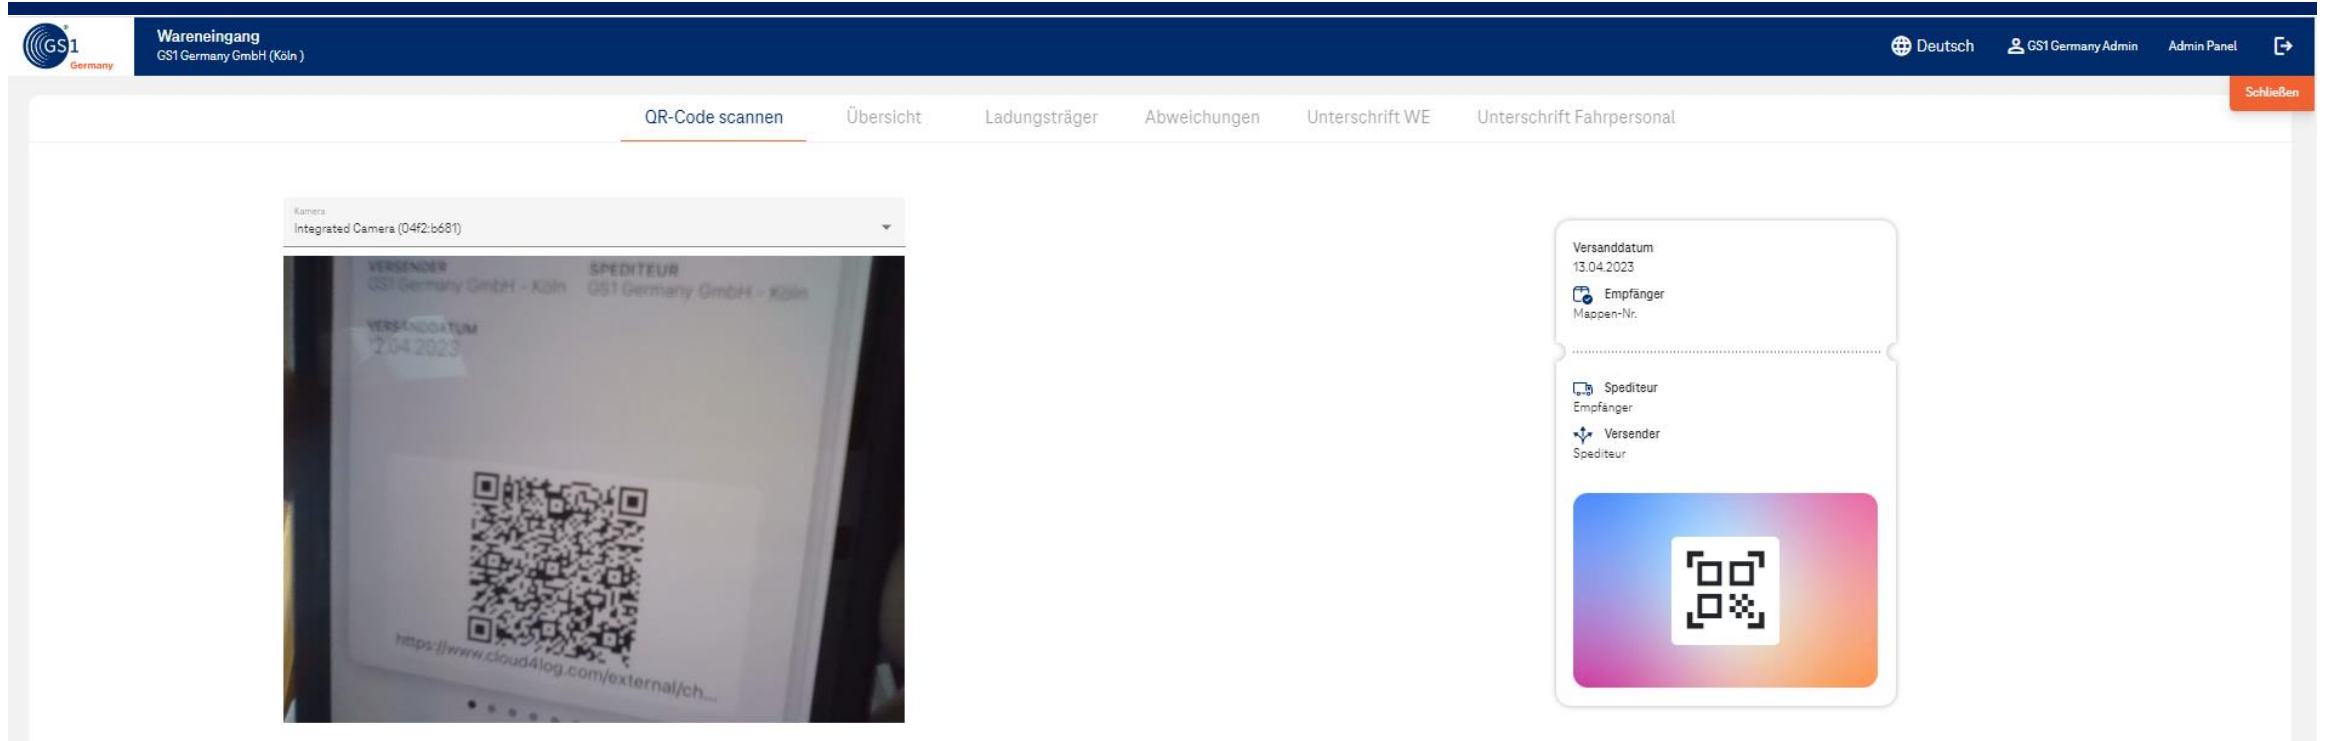 GS1
Germany
Wareneingang
GS1 Germany GmbH (Köln )
Deutsch
GS1 Germany Admin
Admin Panel
Schließen
QR-Code scannen
Übersicht
Ladungsträger
Abweichungen
Unterschrift WE
Unterschrift Fahrpersonal
Kamera
Integrated Camera (04f2:b681)
VERSENDER
GS1 Germany GmbH - Köln
SPEDITEUR
GS1 Germany GmbH - Köln
VERSANDDATUM
12.04.2023
https://www.cloud4log.com/external/ch...
Versanddatum
13.04.2023
Empfänger
Mappen-Nr.
Spediteur
Empfänger
Versender
Spediteur